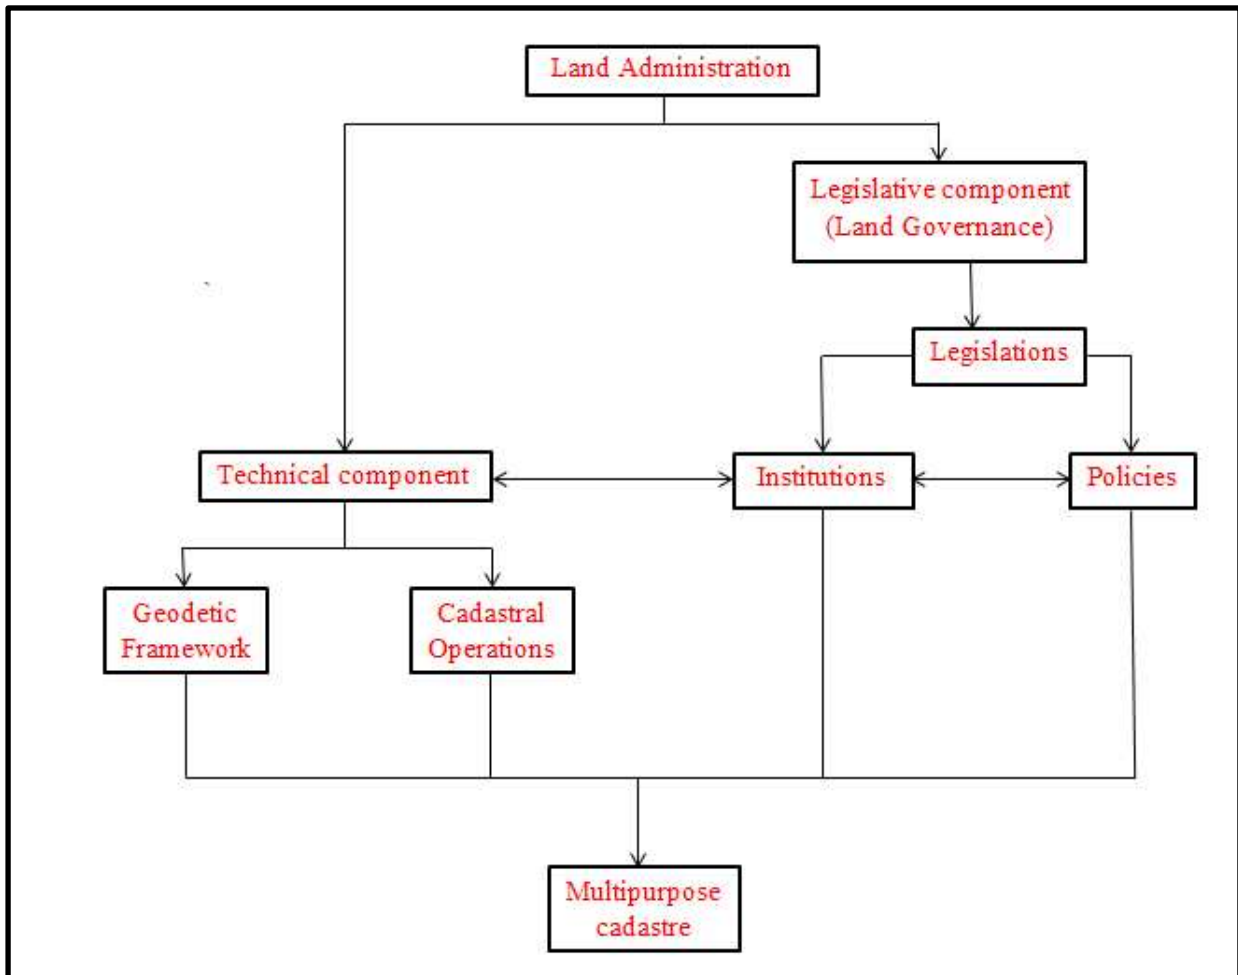 Land Administration
Legislative component
(Land Governance)
Legislations
Technical component
Institutions
Policies
Geodetic
Framework
Cadastral
Operations
Multipurpose
cadastre